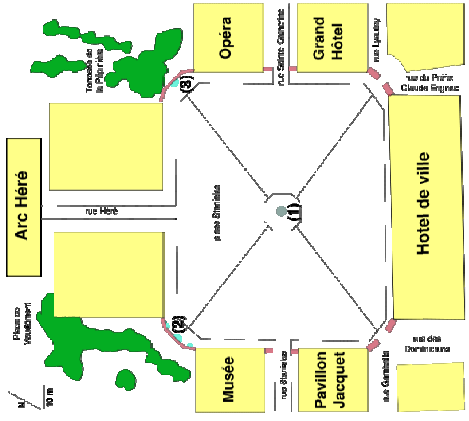 Opéra
Grand
Hôtel
rue Sainte Catherine
rue Lyautey
rue du Préfet
Claude Erignac
Terrasse de
la Pépinière
(3)
Arc Héré
rue Héré
place Stanislas
(1)
Hotel de ville
(2)
Place de
Vaudémont
Musée
rue Stanislas
Pavillon
Jacquet
rue Gambetta
rue des
Dominicains
N
10 m